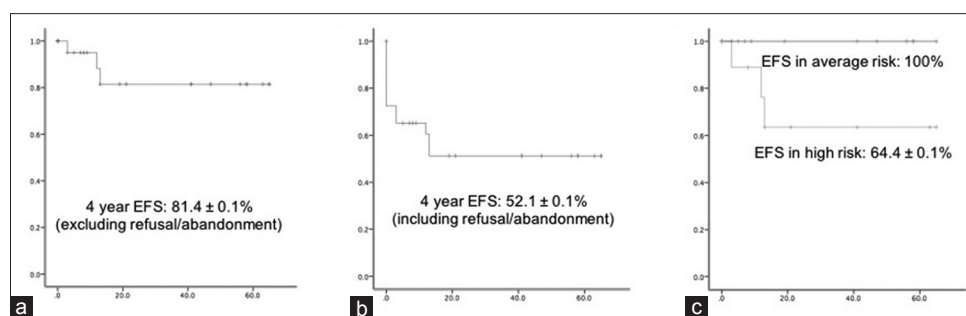 1.0
0.8
0.6
0.4
0.2
0.0
4 year EFS: 81.4 ± 0.1%
(excluding refusal/abandonment)
.0 20.0 40.0 60.0
a
1.0
0.8
0.6
0.4
0.2
0.0
4 year EFS: 52.1 ± 0.1%
(including refusal/abandonment)
.0 20.0 40.0 60.0
b
1.0
0.8
0.6
0.4
0.2
0.0
EFS in average risk: 100%
EFS in high risk: 64.4 ± 0.1%
.0 20.0 40.0 60.0
c